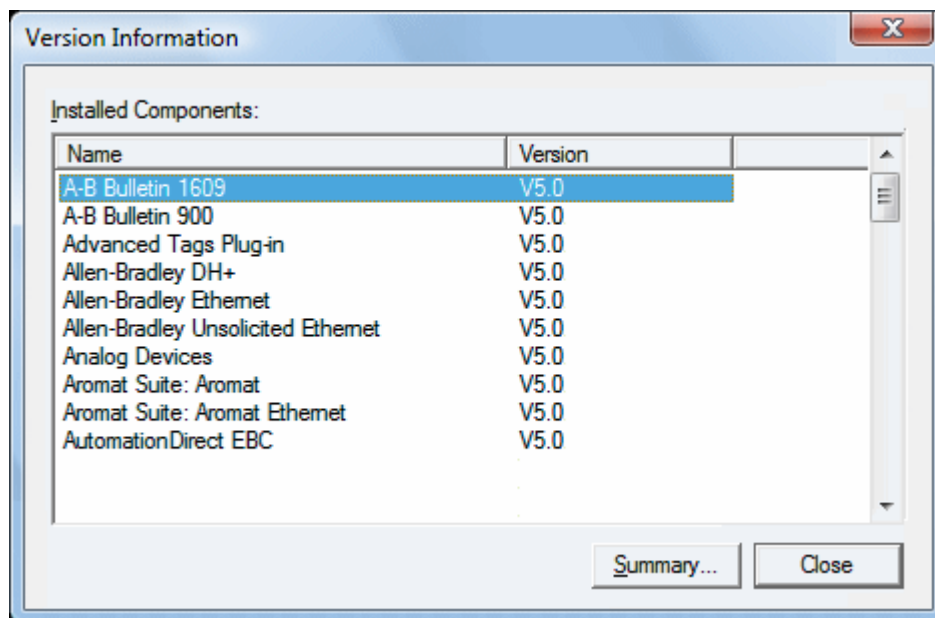 Version Information
Installed Components:
Name Version
A-B Bulletin 1609 V5.0
A-B Bulletin 900 V5.0
Advanced Tags Plug-in V5.0
Allen-Bradley DH+ V5.0
Allen-Bradley Ethernet V5.0
Allen-Bradley Unsolicited Ethernet V5.0
Analog Devices V5.0
Aromat Suite: Aromat V5.0
Aromat Suite: Aromat Ethernet V5.0
AutomationDirect EBC V5.0
Summary... Close